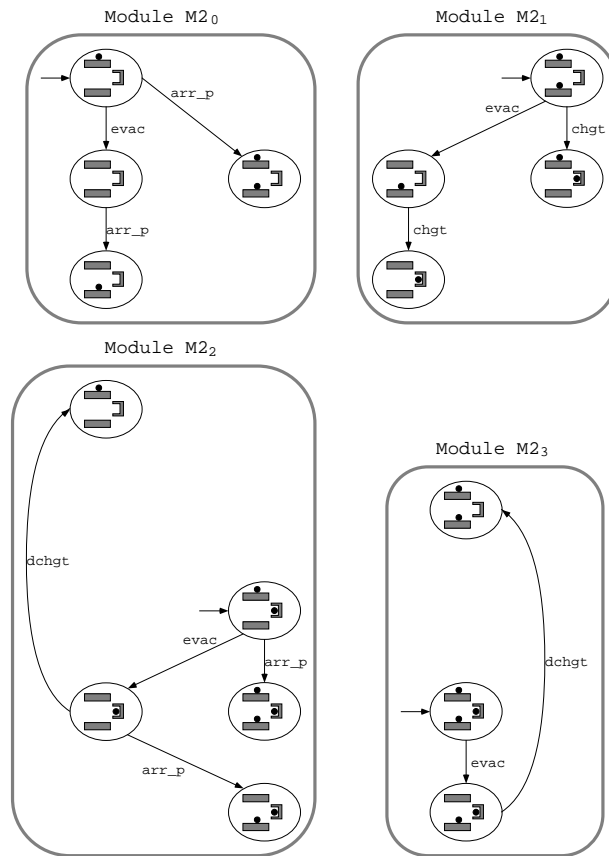 Module M2₀
Module M2₁
arr_p
evac
arr_p
evac
chgt
chgt
Module M2₂
dchgt
evac
arr_p
arr_p
Module M2₃
dchgt
evac